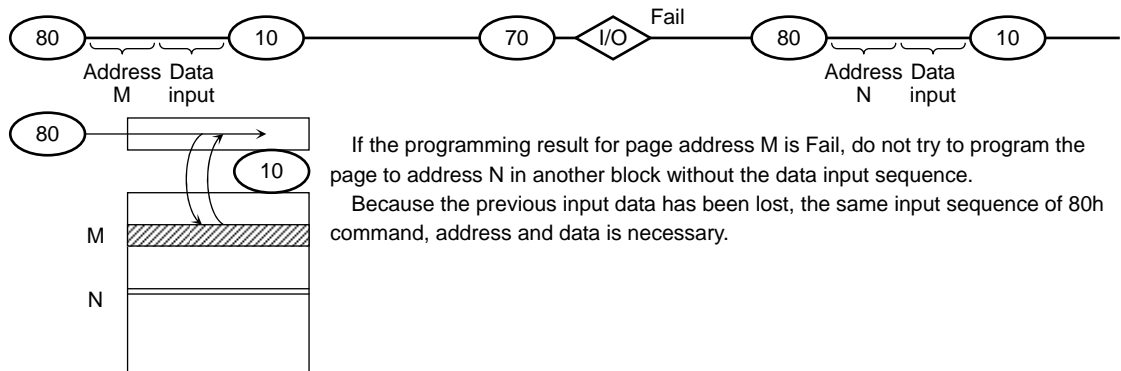 Fail
80 10 70 I/O 80 10
Address Data Address Data
M input N input
80
If the programming result for page address M is Fail, do not try to program the
10
page to address N in another block without the data input sequence.
Because the previous input data has been lost, the same input sequence of 80h
M
command, address and data is necessary.
N